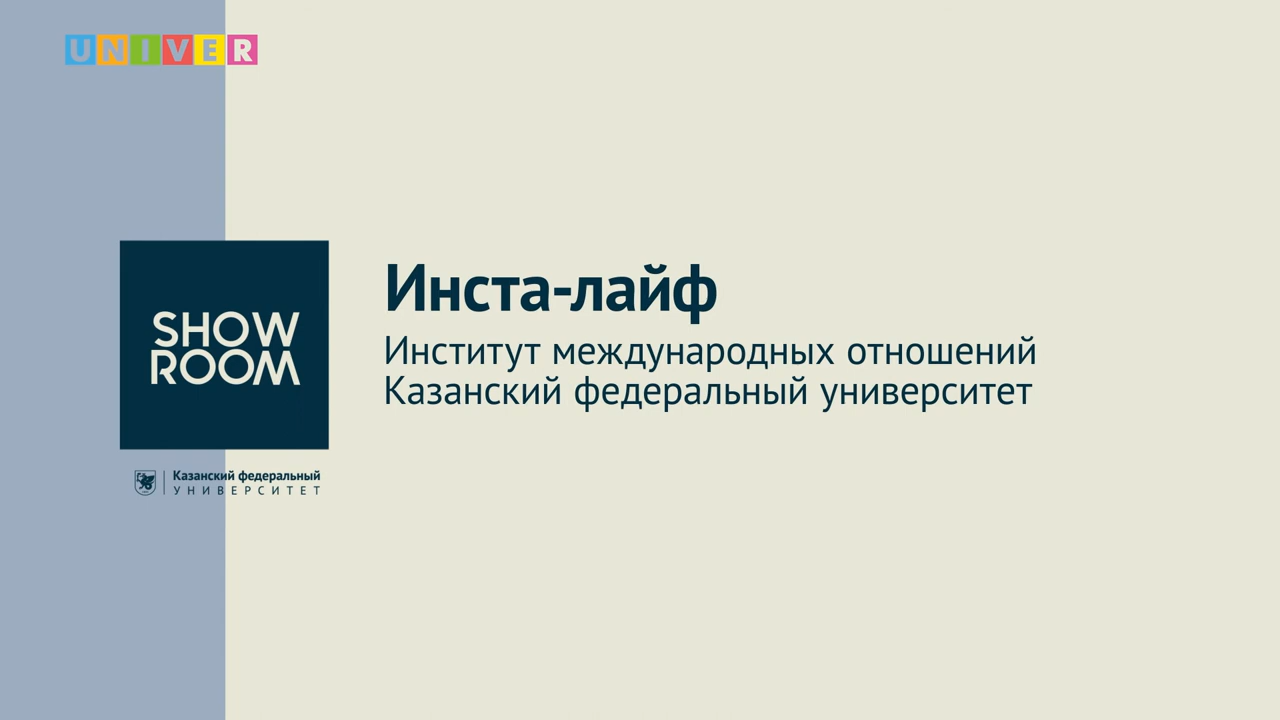 UNIVER
SHOW
ROOM
Инста-лайф
Институт международных отношений
Казанский федеральный университет
Казанский федеральный
УНИВЕРСИТЕТ